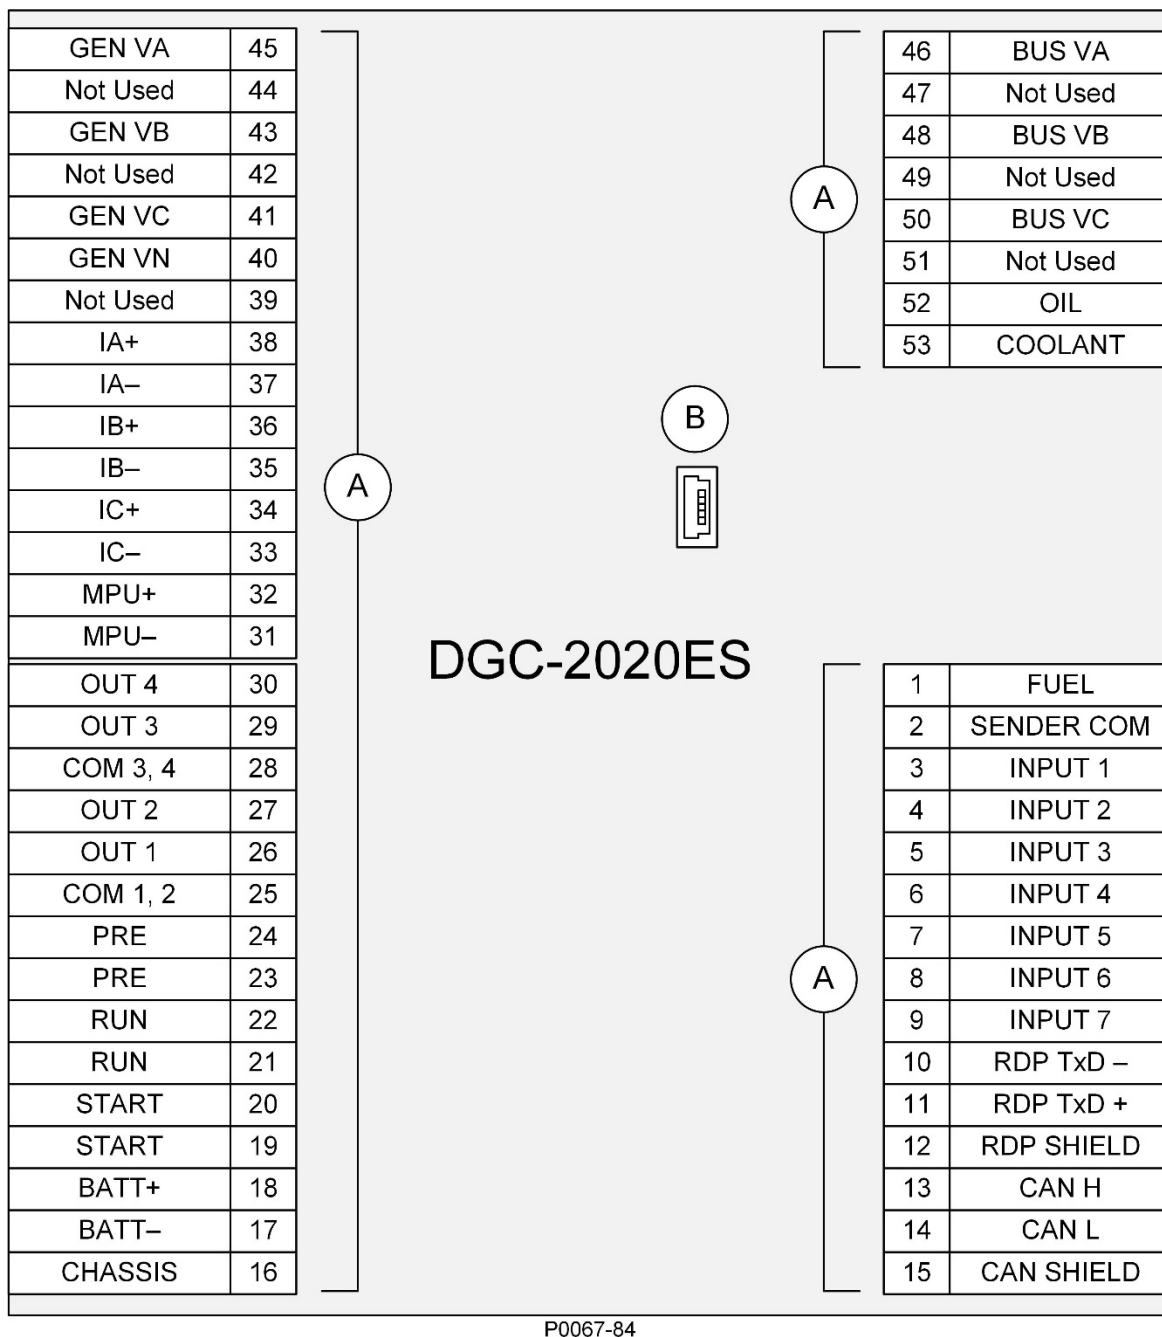 GEN VA 45
Not Used 44
GEN VB 43
Not Used 42
GEN VC 41
GEN VN 40
Not Used 39
IA+ 38
IA– 37
IB+ 36
IB– 35
IC+ 34
IC– 33
MPU+ 32
MPU– 31
OUT 4 30
OUT 3 29
COM 3, 4 28
OUT 2 27
OUT 1 26
COM 1, 2 25
PRE 24
PRE 23
RUN 22
RUN 21
START 20
START 19
BATT+ 18
BATT– 17
CHASSIS 16
A
B
DGC-2020ES
A
46 BUS VA
47 Not Used
48 BUS VB
49 Not Used
50 BUS VC
51 Not Used
52 OIL
53 COOLANT
A
1 FUEL
2 SENDER COM
3 INPUT 1
4 INPUT 2
5 INPUT 3
6 INPUT 4
7 INPUT 5
8 INPUT 6
9 INPUT 7
10 RDP TxD –
11 RDP TxD +
12 RDP SHIELD
13 CAN H
14 CAN L
15 CAN SHIELD
P0067-84